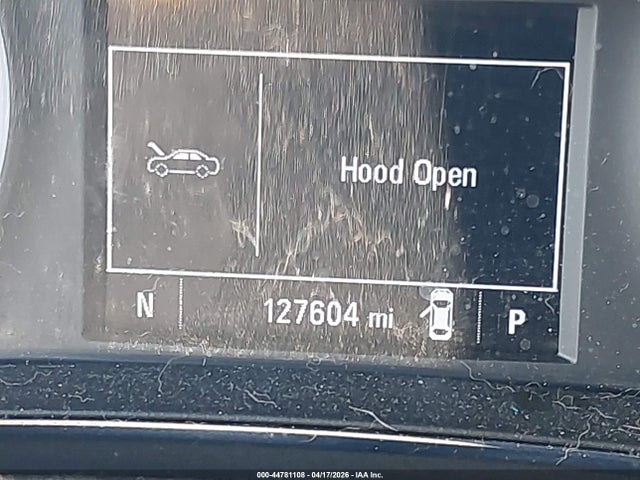 Hood Open
N 127604 mi P
000-44781108 - 04/17/2026 - IAA Inc.